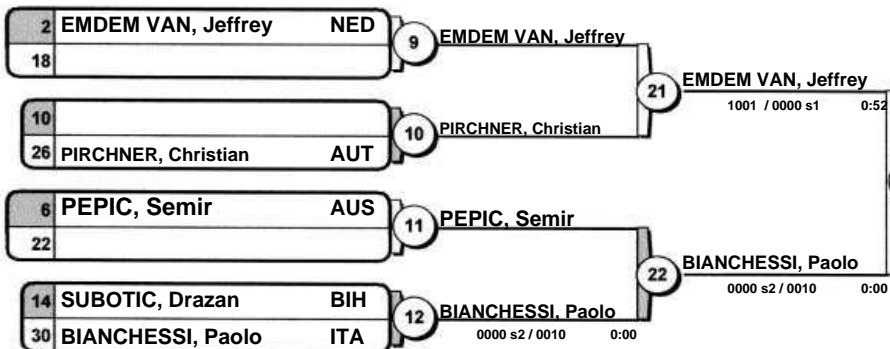 2 EMDEM VAN, Jeffrey NED
18
9
EMDEM VAN, Jeffrey
10
26 PIRCHNER, Christian AUT
10
PIRCHNER, Christian
21
EMDEM VAN, Jeffrey
1001 / 0000 s1 0:52
6 PEPIC, Semir AUS
22
11
PEPIC, Semir
14 SUBOTIC, Drazan BIH
30 BIANCHESSI, Paolo ITA
12
BIANCHESSI, Paolo
0000 s2 / 0010 0:00
22
BIANCHESSI, Paolo
0000 s2 / 0010 0:00